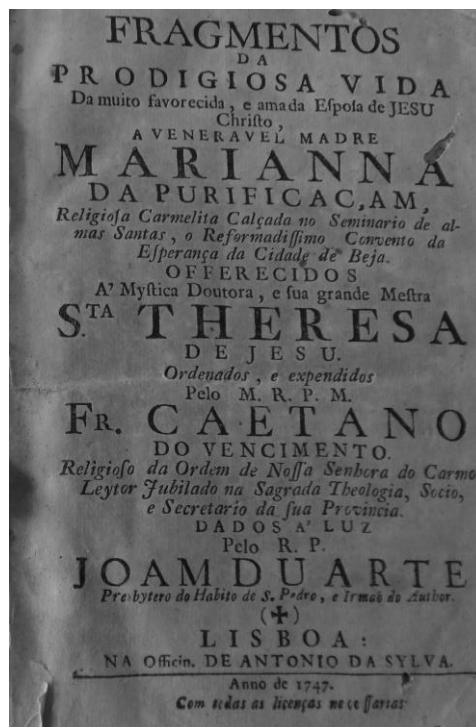 FRAGMENTOS
DA
PRODIGIOSA VIDA
Da muito favorecida, e amada Eſpoſa de JESU
Chriſto,
A VENERAVEL MADRE
MARIANNA
DA PURIFICAC,AM,
Religioſa Carmelita Calçada no Seminario de al-
mas Santas, o Reformadiſſimo Convento da
Eſperança da Cidade de Beja.
OFFERECIDOS
A' Myſtica Doutora, e ſua grande Meſtra
S.TA THERESA
DE JESU.
Ordenados, e expendidos
Pelo M. R. P. M.
FR. CAETANO
DO VENCIMENTO.
Religioſo da Ordem de Noſſa Senhora do Carmo
Leytor Jubilado na Sagrada Theologia, Socio,
e Secretario da ſua Provincia.
DADOS A' LUZ
Pelo R. P.
JOAM DUARTE
Presbytero do Habito de S. Pedro, e Irmaõ do Author.
(✠)
LISBOA:
NA Officin. DE ANTONIO DA SYLVA.
Anno de 1747.
Com todas as licenças neceſſarias